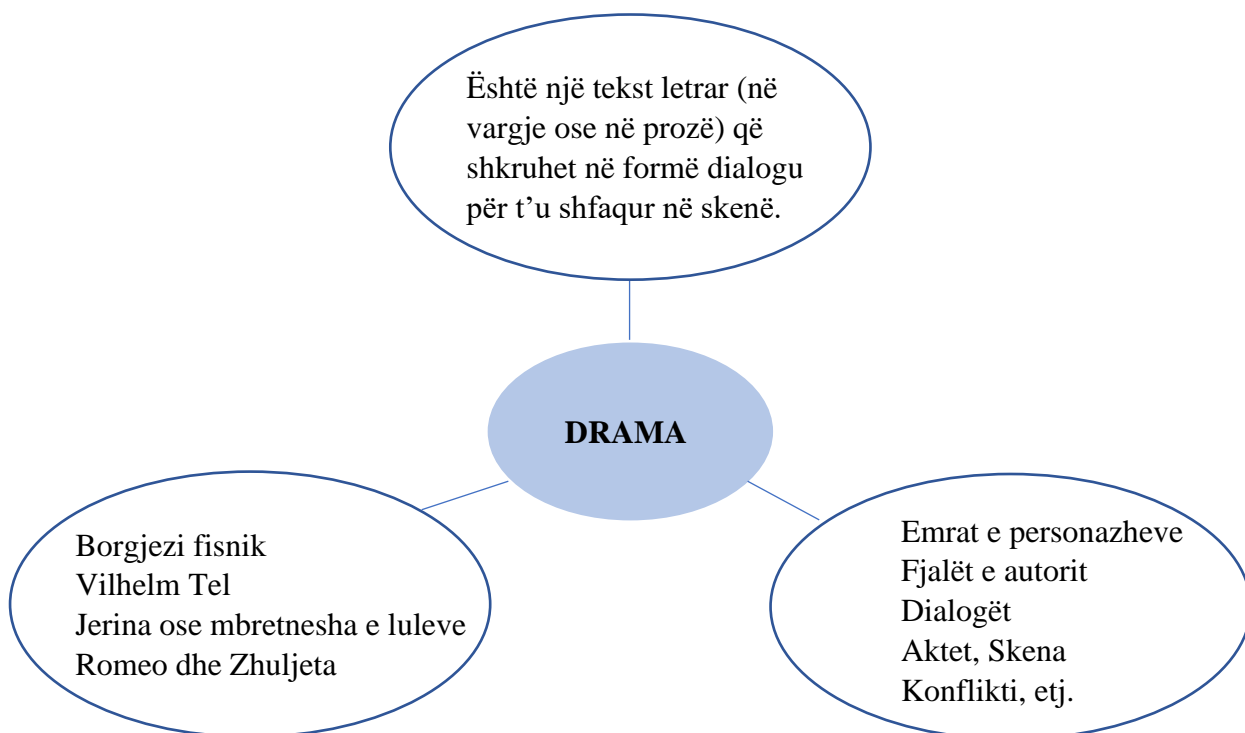 Është një tekst letrar (në
vargje ose në prozë) që
shkruhet në formë dialogu
për t’u shfaqur në skenë.
DRAMA
Borgjezi fisnik
Vilhelm Tel
Jerina ose mbretnesha e luleve
Romeo dhe Zhuljeta
Emrat e personazheve
Fjalët e autorit
Dialogët
Aktet, Skena
Konflikti, etj.